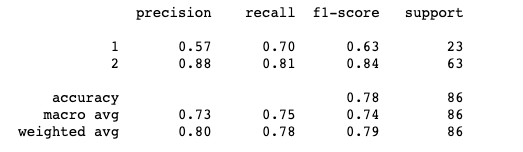 precision recall f1-score support
1 0.57 0.70 0.63 23
2 0.88 0.81 0.84 63
accuracy 0.78 86
macro avg 0.73 0.75 0.74 86
weighted avg 0.80 0.78 0.79 86